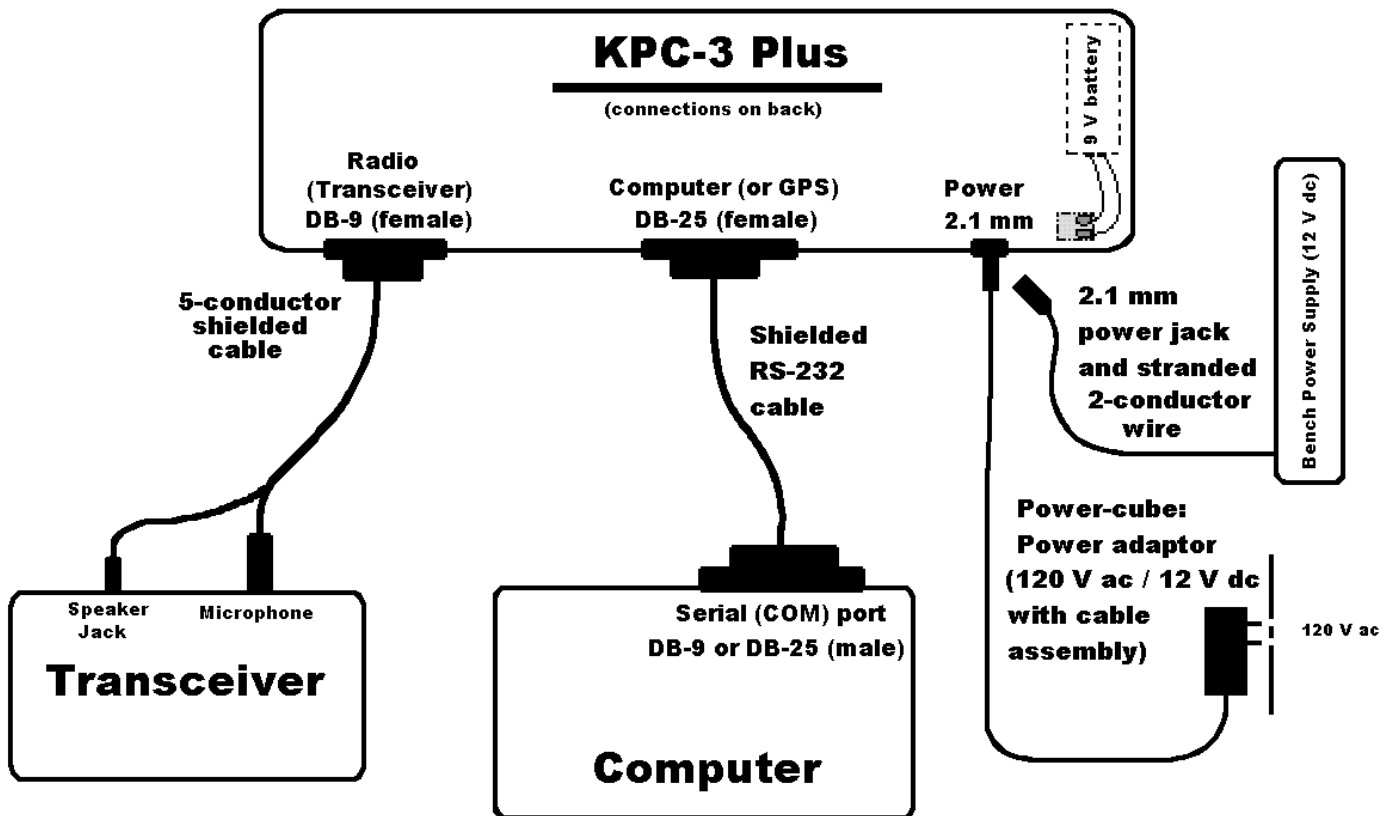 KPC-3 Plus
(connections on back)
9 V battery
Radio
(Transceiver)
DB-9 (female)
Computer (or GPS)
DB-25 (female)
Power
2.1 mm
Bench Power Supply (12 V dc)
5-conductor
shielded
cable
Shielded
RS-232
cable
2.1 mm
power jack
and stranded
2-conductor
wire
Power-cube:
Power adaptor
(120 V ac / 12 V dc
with cable
assembly)
120 V ac
Speaker
Jack
Microphone
Transceiver
Serial (COM) port
DB-9 or DB-25 (male)
Computer